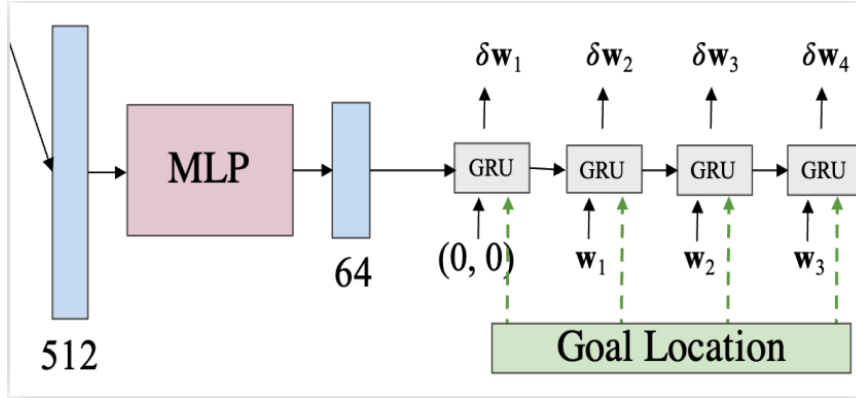 δw₁ δw₂ δw₃ δw₄
MLP GRU GRU GRU GRU
(0, 0) w₁ w₂ w₃
64
512
Goal Location